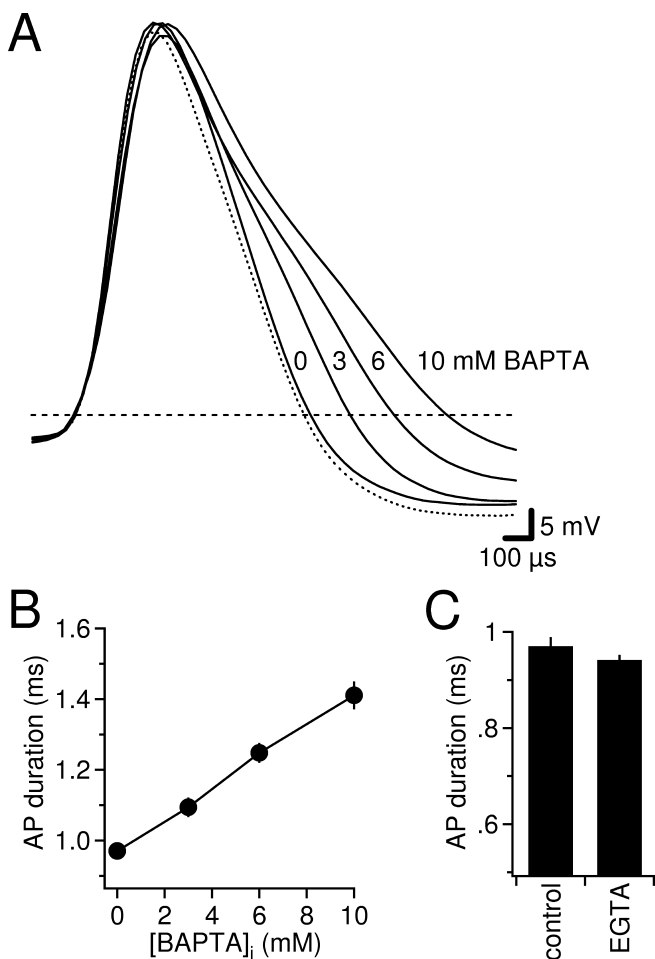 A
0 3 6 10 mM BAPTA
5 mV
100 µs
B
1.6
1.4
1.2
1.0
AP duration (ms)
0 2 4 6 8 10
[BAPTA]i (mM)
C
1
.8
.6
AP duration (ms)
control
EGTA